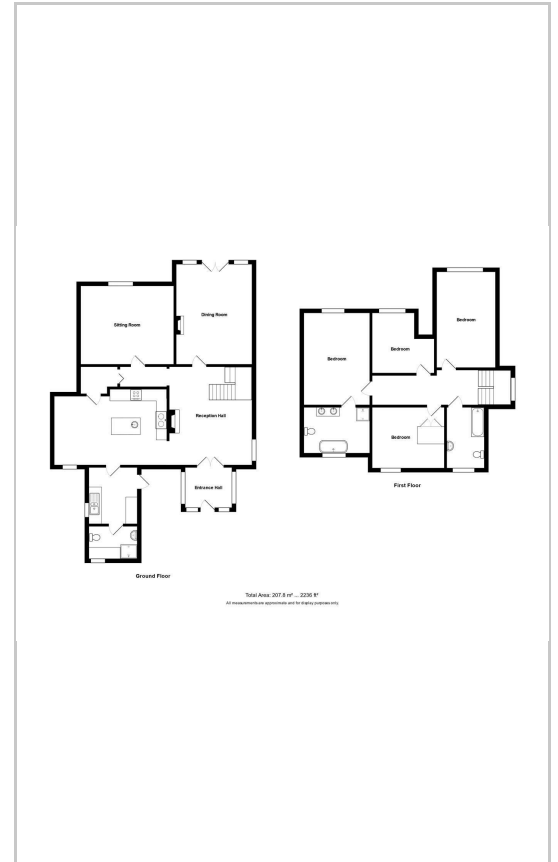 Sitting Room
Dining Room
Reception Hall
Entrance Hall
Ground Floor
Bedroom
Bedroom
Bedroom
Bedroom
First Floor
Total Area: 207.8 m² ... 2236 ft²
All measurements are approximate and for display purposes only.